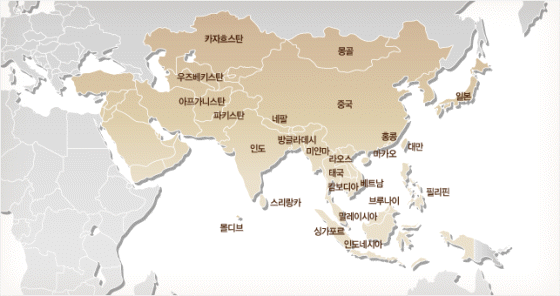 카자흐스탄
몽골
우즈베키스탄
일본
아프가니스탄
중국
파키스탄
네팔
홍콩
방글라데시
대만
인도
미얀마
마카오
라오스
태국
캄보디아
베트남
필리핀
스리랑카
브루나이
말레이시아
몰디브
싱가포르
인도네시아